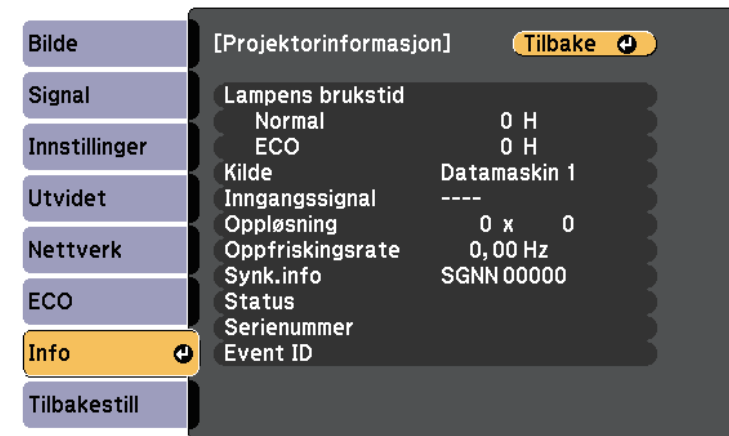 Bilde
Signal
Innstillinger
Utvidet
Nettverk
ECO
Info
Tilbakestill
[Projektorinformasjon] Tilbake
Lampens brukstid
Normal 0 H
ECO 0 H
Kilde Datamaskin 1
Inngangssignal ----
Oppløsning 0 x 0
Oppfriskingsrate 0,00 Hz
Synk.info SGNN 00000
Status
Serienummer
Event ID